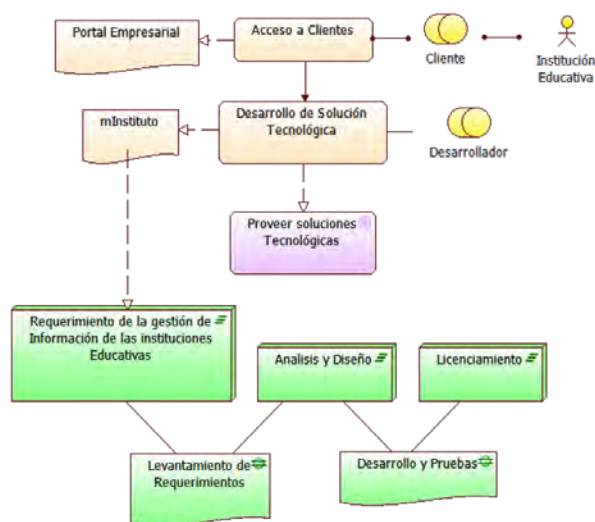 Portal Empresarial
Acceso a Clientes
Cliente
Institución
Educativa
mInstituto
Desarrollo de Solución
Tecnológica
Desarrollador
Proveer soluciones
Tecnológicas
Requerimiento de la gestión de
Información de las instituciones
Educativas
Analisis y Diseño
Licenciamiento
Levantamiento de
Requerimientos
Desarrollo y Pruebas